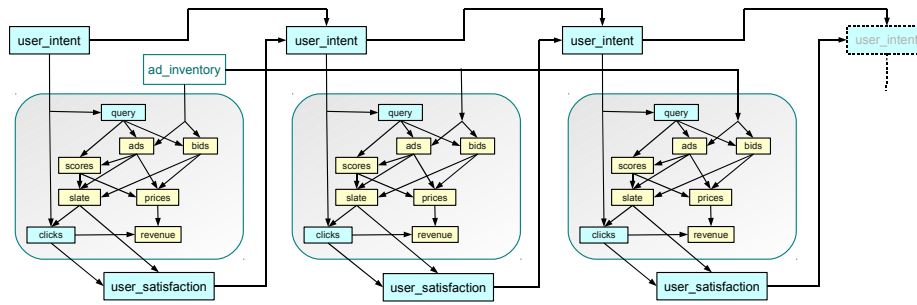 user_intent
user_intent
user_intent
user_intent
ad_inventory
query
ads
bids
scores
slate
prices
clicks
revenue
user_satisfaction
query
ads
bids
scores
slate
prices
clicks
revenue
user_satisfaction
query
ads
bids
scores
slate
prices
clicks
revenue
user_satisfaction